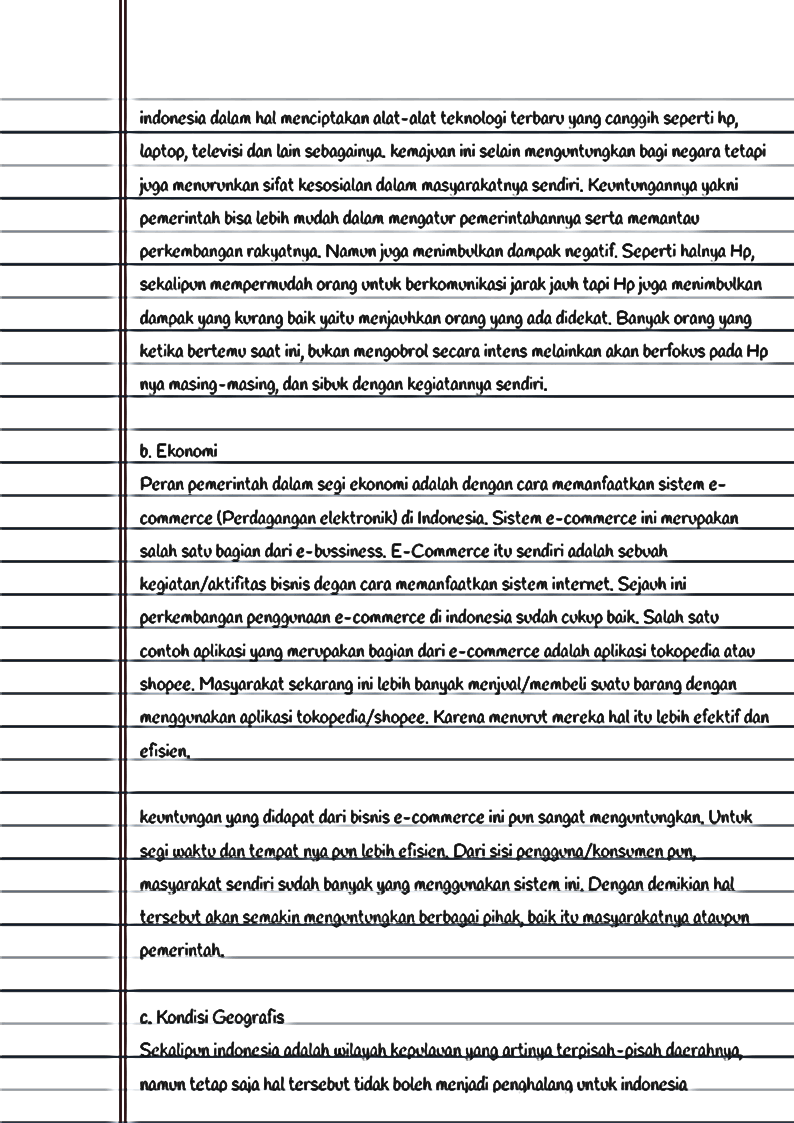 indonesia dalam hal menciptakan alat-alat teknologi terbaru yang canggih seperti hp,
laptop, televisi dan lain sebagainya. kemajuan ini selain menguntungkan bagi negara tetapi
juga menurunkan sifat kesosialan dalam masyarakatnya sendiri. Keuntungannya yakni
pemerintah bisa lebih mudah dalam mengatur pemerintahannya serta memantau
perkembangan rakyatnya. Namun juga menimbulkan dampak negatif. Seperti halnya Hp,
sekalipun mempermudah orang untuk berkomunikasi jarak jauh tapi Hp juga menimbulkan
dampak yang kurang baik yaitu menjauhkan orang yang ada didekat. Banyak orang yang
ketika bertemu saat ini, bukan mengobrol secara intens melainkan akan berfokus pada Hp
nya masing-masing, dan sibuk dengan kegiatannya sendiri.
b. Ekonomi
Peran pemerintah dalam segi ekonomi adalah dengan cara memanfaatkan sistem e-
commerce (Perdagangan elektronik) di Indonesia. Sistem e-commerce ini merupakan
salah satu bagian dari e-bussiness. E-Commerce itu sendiri adalah sebuah
kegiatan/aktifitas bisnis degan cara memanfaatkan sistem internet. Sejauh ini
perkembangan penggunaan e-commerce di indonesia sudah cukup baik. Salah satu
contoh aplikasi yang merupakan bagian dari e-commerce adalah aplikasi tokopedia atau
shopee. Masyarakat sekarang ini lebih banyak menjual/membeli suatu barang dengan
menggunakan aplikasi tokopedia/shopee. Karena menurut mereka hal itu lebih efektif dan
efisien.
keuntungan yang didapat dari bisnis e-commerce ini pun sangat menguntungkan. Untuk
segi waktu dan tempat nya pun lebih efisien. Dari sisi pengguna/konsumen pun,
masyarakat sendiri sudah banyak yang menggunakan sistem ini. Dengan demikian hal
tersebut akan semakin menguntungkan berbagai pihak, baik itu masyarakatnya ataupun
pemerintah.
c. Kondisi Geografis
Sekalipun indonesia adalah wilayah kepulauan yang artinya terpisah-pisah daerahnya,
namun tetap saja hal tersebut tidak boleh menjadi penghalang untuk indonesia